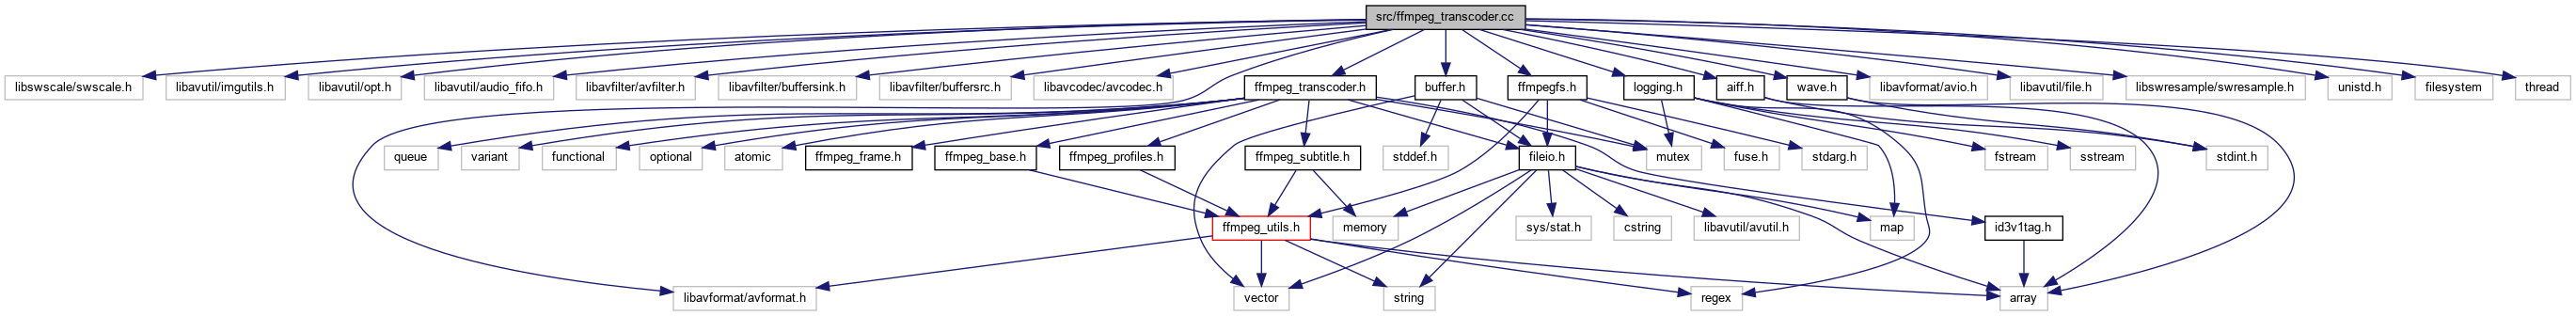 src/ffmpeg_transcoder.cc
libswscale/swscale.h
libavutil/imgutils.h
libavutil/opt.h
libavutil/audio_fifo.h
libavfilter/avfilter.h
libavfilter/buffersink.h
libavfilter/buffersrc.h
libavcodec/avcodec.h
ffmpeg_transcoder.h
buffer.h
ffmpegfs.h
logging.h
aiff.h
wave.h
libavformat/avio.h
libavutil/file.h
libswresample/swresample.h
unistd.h
filesystem
thread
queue
variant
functional
optional
atomic
ffmpeg_frame.h
ffmpeg_base.h
ffmpeg_profiles.h
ffmpeg_subtitle.h
stddef.h
fileio.h
mutex
fuse.h
stdarg.h
fstream
sstream
stdint.h
ffmpeg_utils.h
memory
sys/stat.h
cstring
libavutil/avutil.h
map
id3v1tag.h
libavformat/avformat.h
vector
string
regex
array